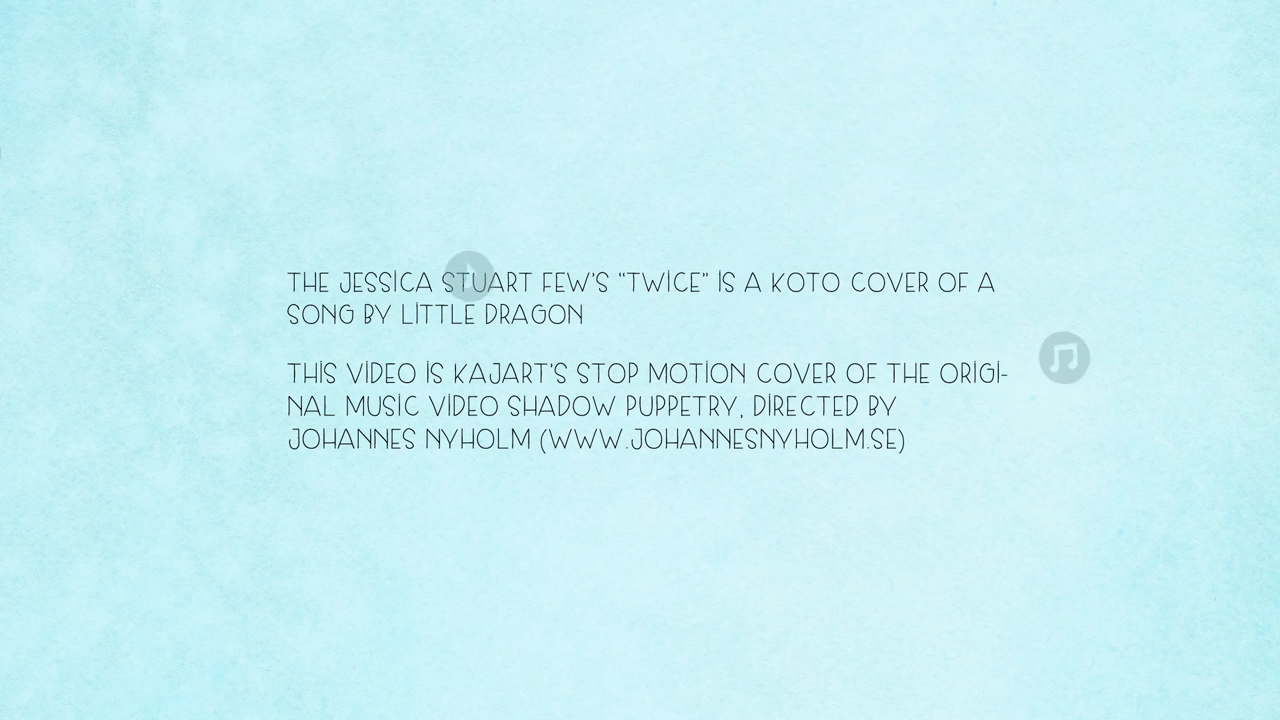 THE JESSICA STUART FEW'S “TWICE” IS A KOTO COVER OF A
SONG BY LITTLE DRAGON
THIS VIDEO IS KAJART'S STOP MOTION COVER OF THE ORIGI-
NAL MUSIC VIDEO SHADOW PUPPETRY, DIRECTED BY
JOHANNES NYHOLM (WWW.JOHANNESNYHOLM.SE)